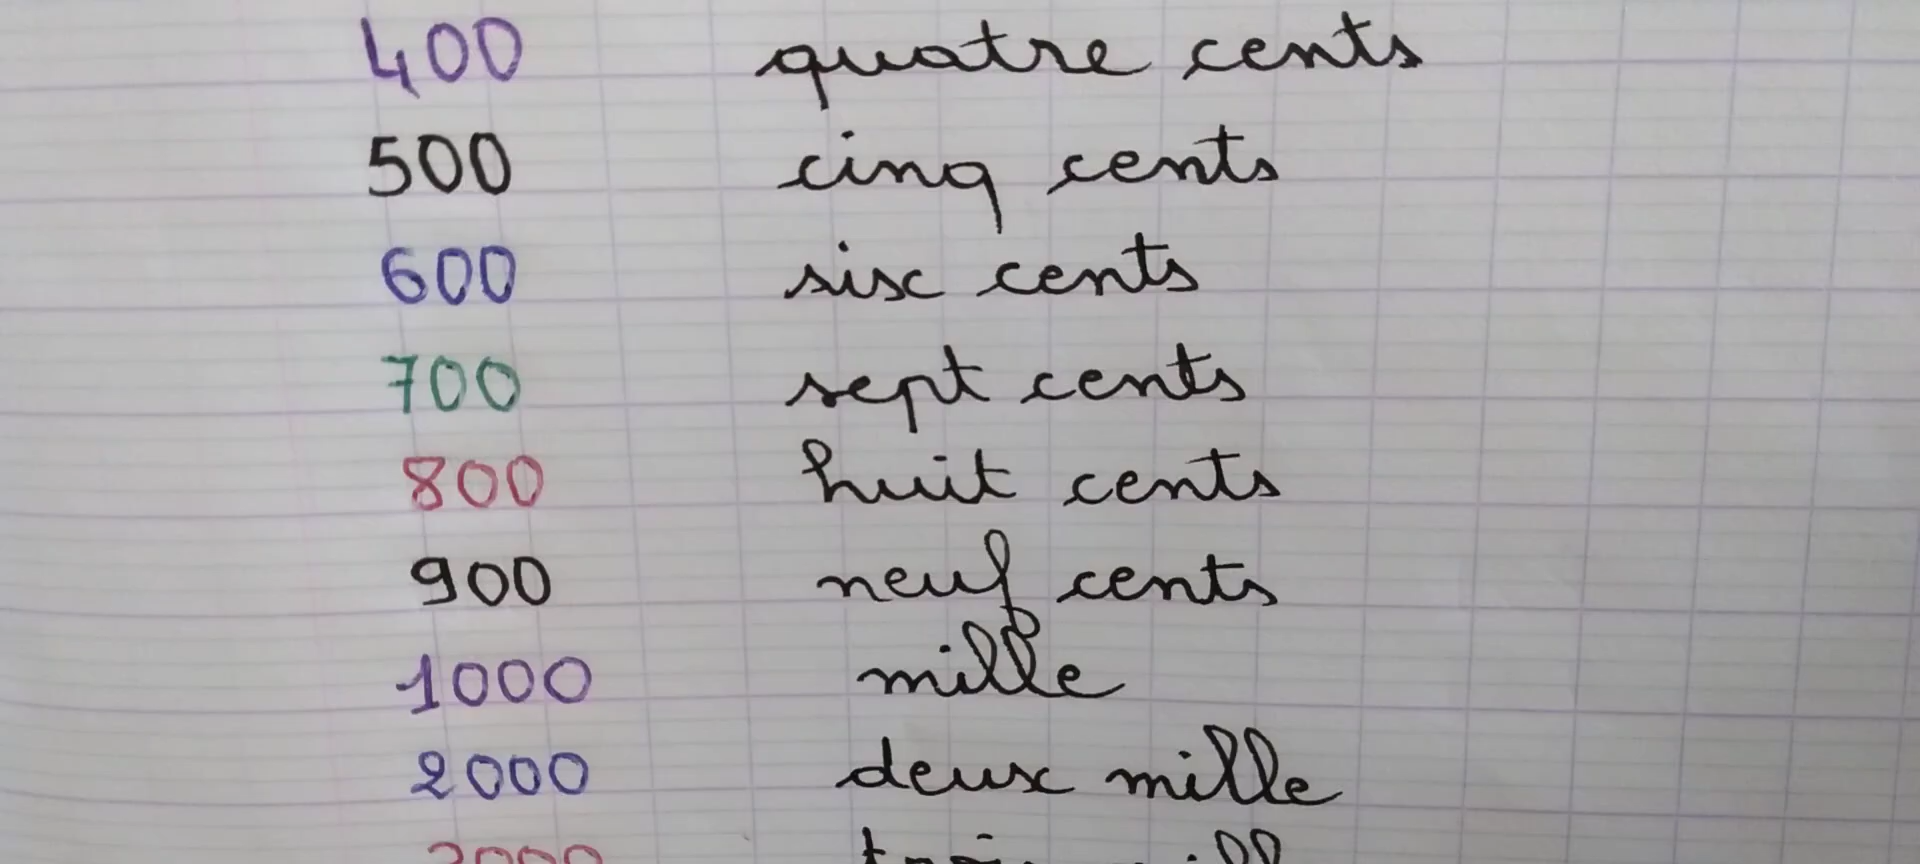 400 quatre cents
500 cinq cents
600 six cents
700 sept cents
800 huit cents
900 neuf cents
1000 mille
2000 deux mille